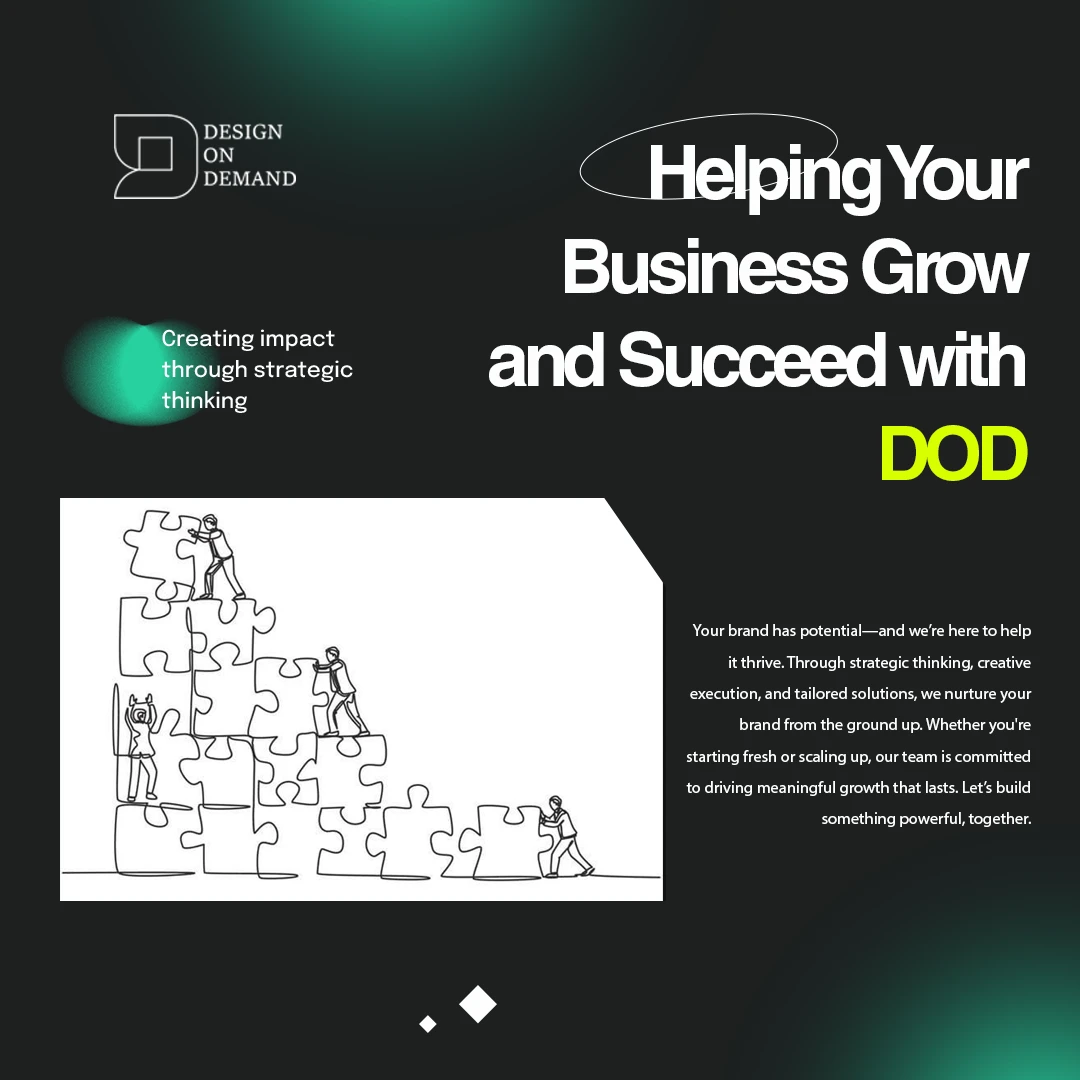 DESIGN
ON
DEMAND
Helping Your
Business Grow
and Succeed with
DOD
Creating impact
through strategic
thinking
Your brand has potential—and we’re here to help
it thrive. Through strategic thinking, creative
execution, and tailored solutions, we nurture your
brand from the ground up. Whether you're
starting fresh or scaling up, our team is committed
to driving meaningful growth that lasts. Let’s build
something powerful, together.